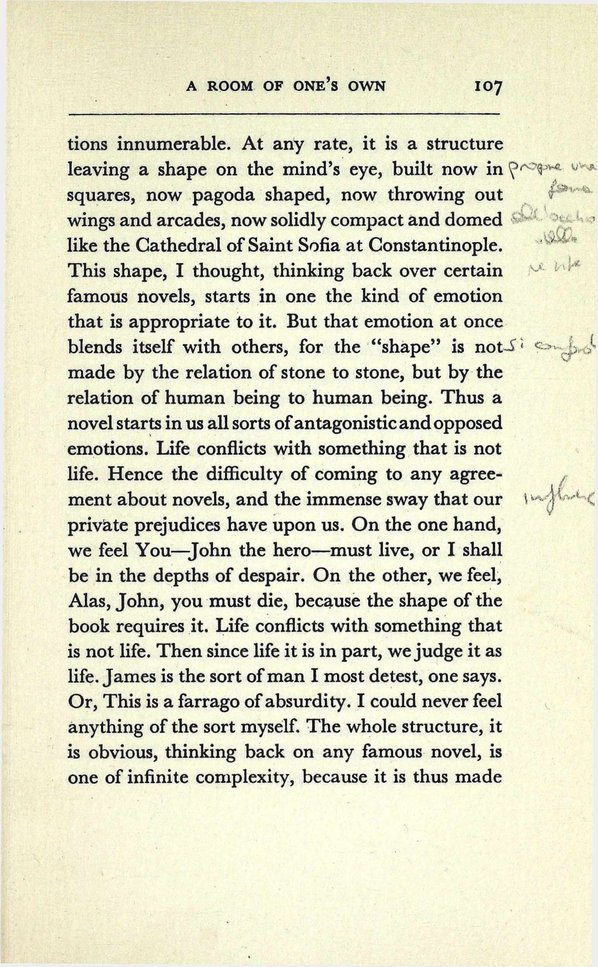 A ROOM OF ONE'S OWN 107
tions innumerable. At any rate, it is a structure
leaving a shape on the mind's eye, built now in
squares, now pagoda shaped, now throwing out
wings and arcades, now solidly compact and domed
like the Cathedral of Saint Sofia at Constantinople.
This shape, I thought, thinking back over certain
famous novels, starts in one the kind of emotion
that is appropriate to it. But that emotion at once
blends itself with others, for the “shape” is not
made by the relation of stone to stone, but by the
relation of human being to human being. Thus a
novel starts in us all sorts of antagonistic and opposed
emotions. Life conflicts with something that is not
life. Hence the difficulty of coming to any agree-
ment about novels, and the immense sway that our
private prejudices have upon us. On the one hand,
we feel You—John the hero—must live, or I shall
be in the depths of despair. On the other, we feel,
Alas, John, you must die, because the shape of the
book requires it. Life conflicts with something that
is not life. Then since life it is in part, we judge it as
life. James is the sort of man I most detest, one says.
Or, This is a farrago of absurdity. I could never feel
anything of the sort myself. The whole structure, it
is obvious, thinking back on any famous novel, is
one of infinite complexity, because it is thus made
propone una
forma
all'occhio
della